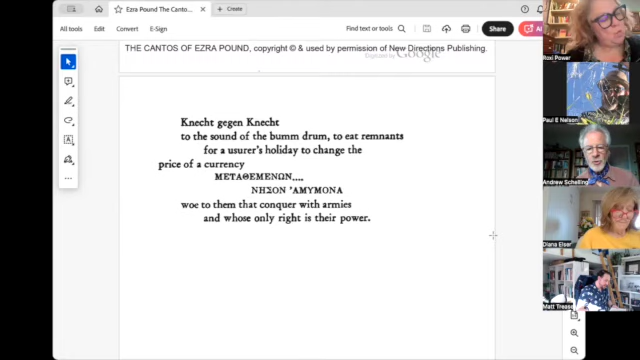 Ezra Pound The Cantos...
+ Create
All tools
Edit
Convert
E-Sign
Find text or tools
Share
AI
THE CANTOS OF EZRA POUND, copyright © & used by permission of New Directions Publishing.
Digitized by Google
Knecht gegen Knecht
to the sound of the bumm drum, to eat remnants
for a usurer's holiday to change the
price of a currency
ΜΕΤΑΘΕΜΕΝΩΝ....
ΝΗΣΟΝ ’ΑΜΥΜΟΝΑ
woe to them that conquer with armies
and whose only right is their power.
Roxi Power
Paul E Nelson
Andrew Schelling
Diana Elser
Matt Trease